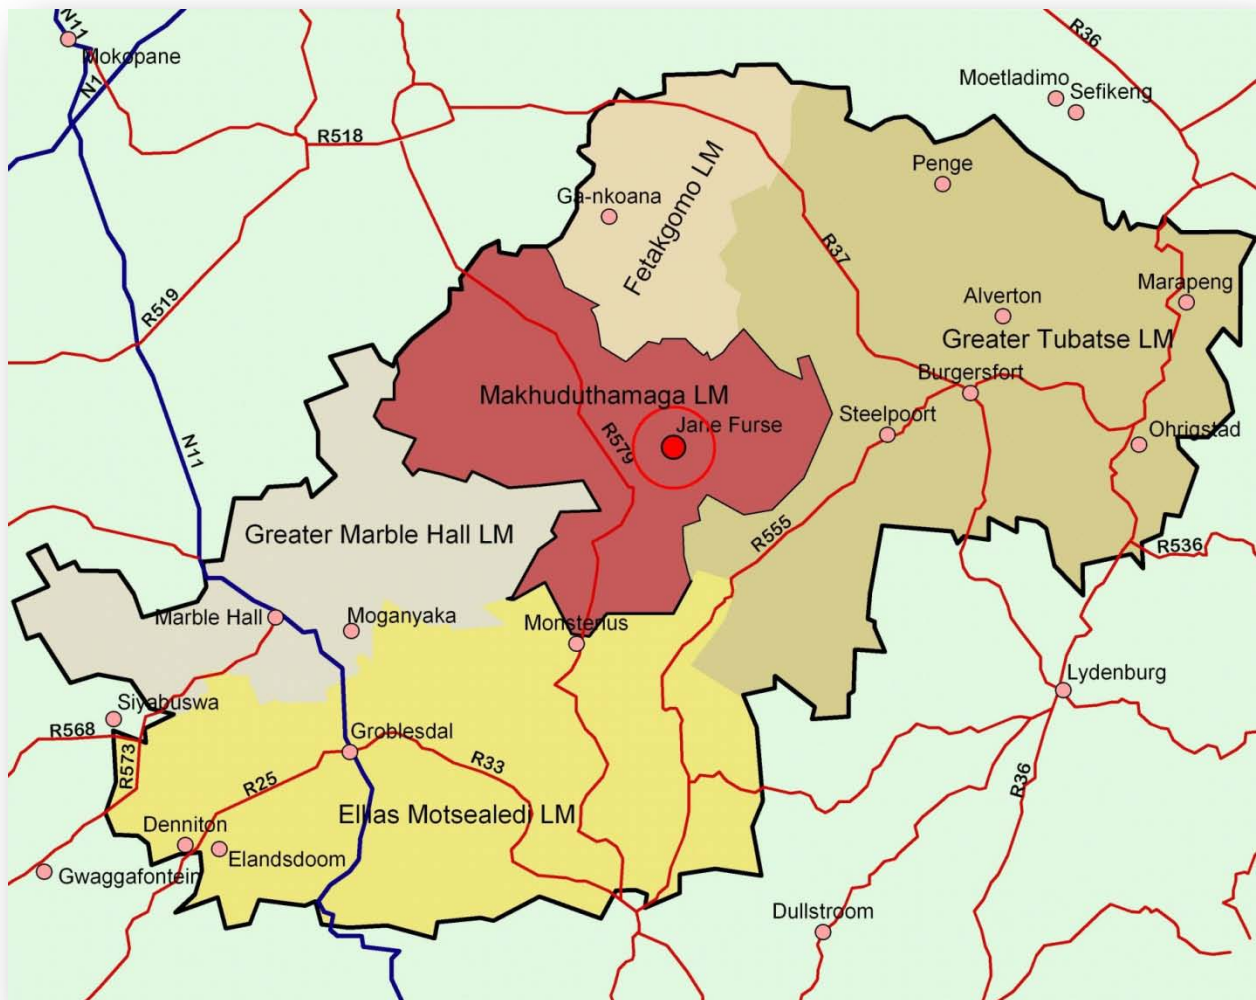 N11
Mokopane
N1
R36
Moetladimo
Sefikeng
R518
Penge
Ga-nkoana
Fetakgomo LM
R37
R519
Alverton
Marapeng
Greater Tubatse LM
Burgersfort
Makhuduthamaga LM
Steelpoort
Jane Furse
Ohrigstad
R579
N11
Greater Marble Hall LM
R555
R536
Marble Hall
Moganyaka
Monsterlus
Lydenburg
Siyabuswa
R568
R573
Groblesdal
R25
R33
R36
Ellias Motsealedi LM
Denniton
Elandsdoorn
Gwaggafontein
Dullstroom